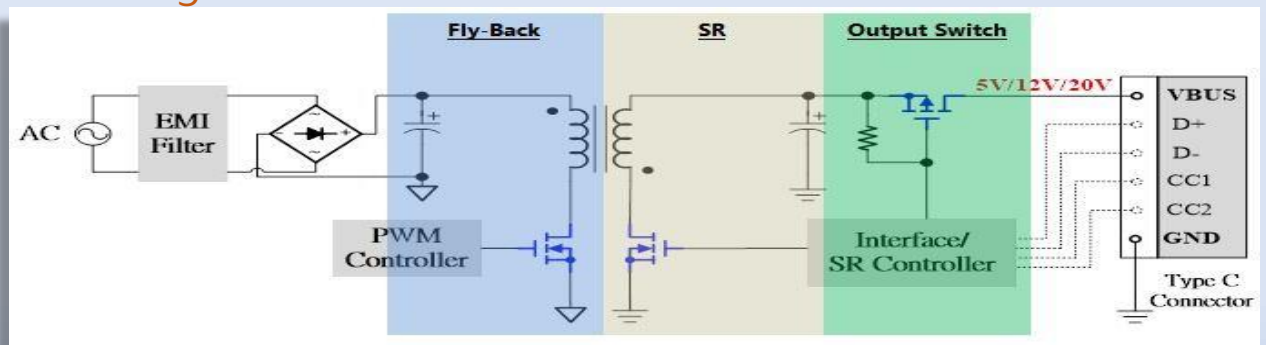 Fly-Back
SR
Output Switch
AC
EMI
Filter
PWM
Controller
Interface/
SR Controller
5V/12V/20V
VBUS
D+
D-
CC1
CC2
GND
Type C
Connector